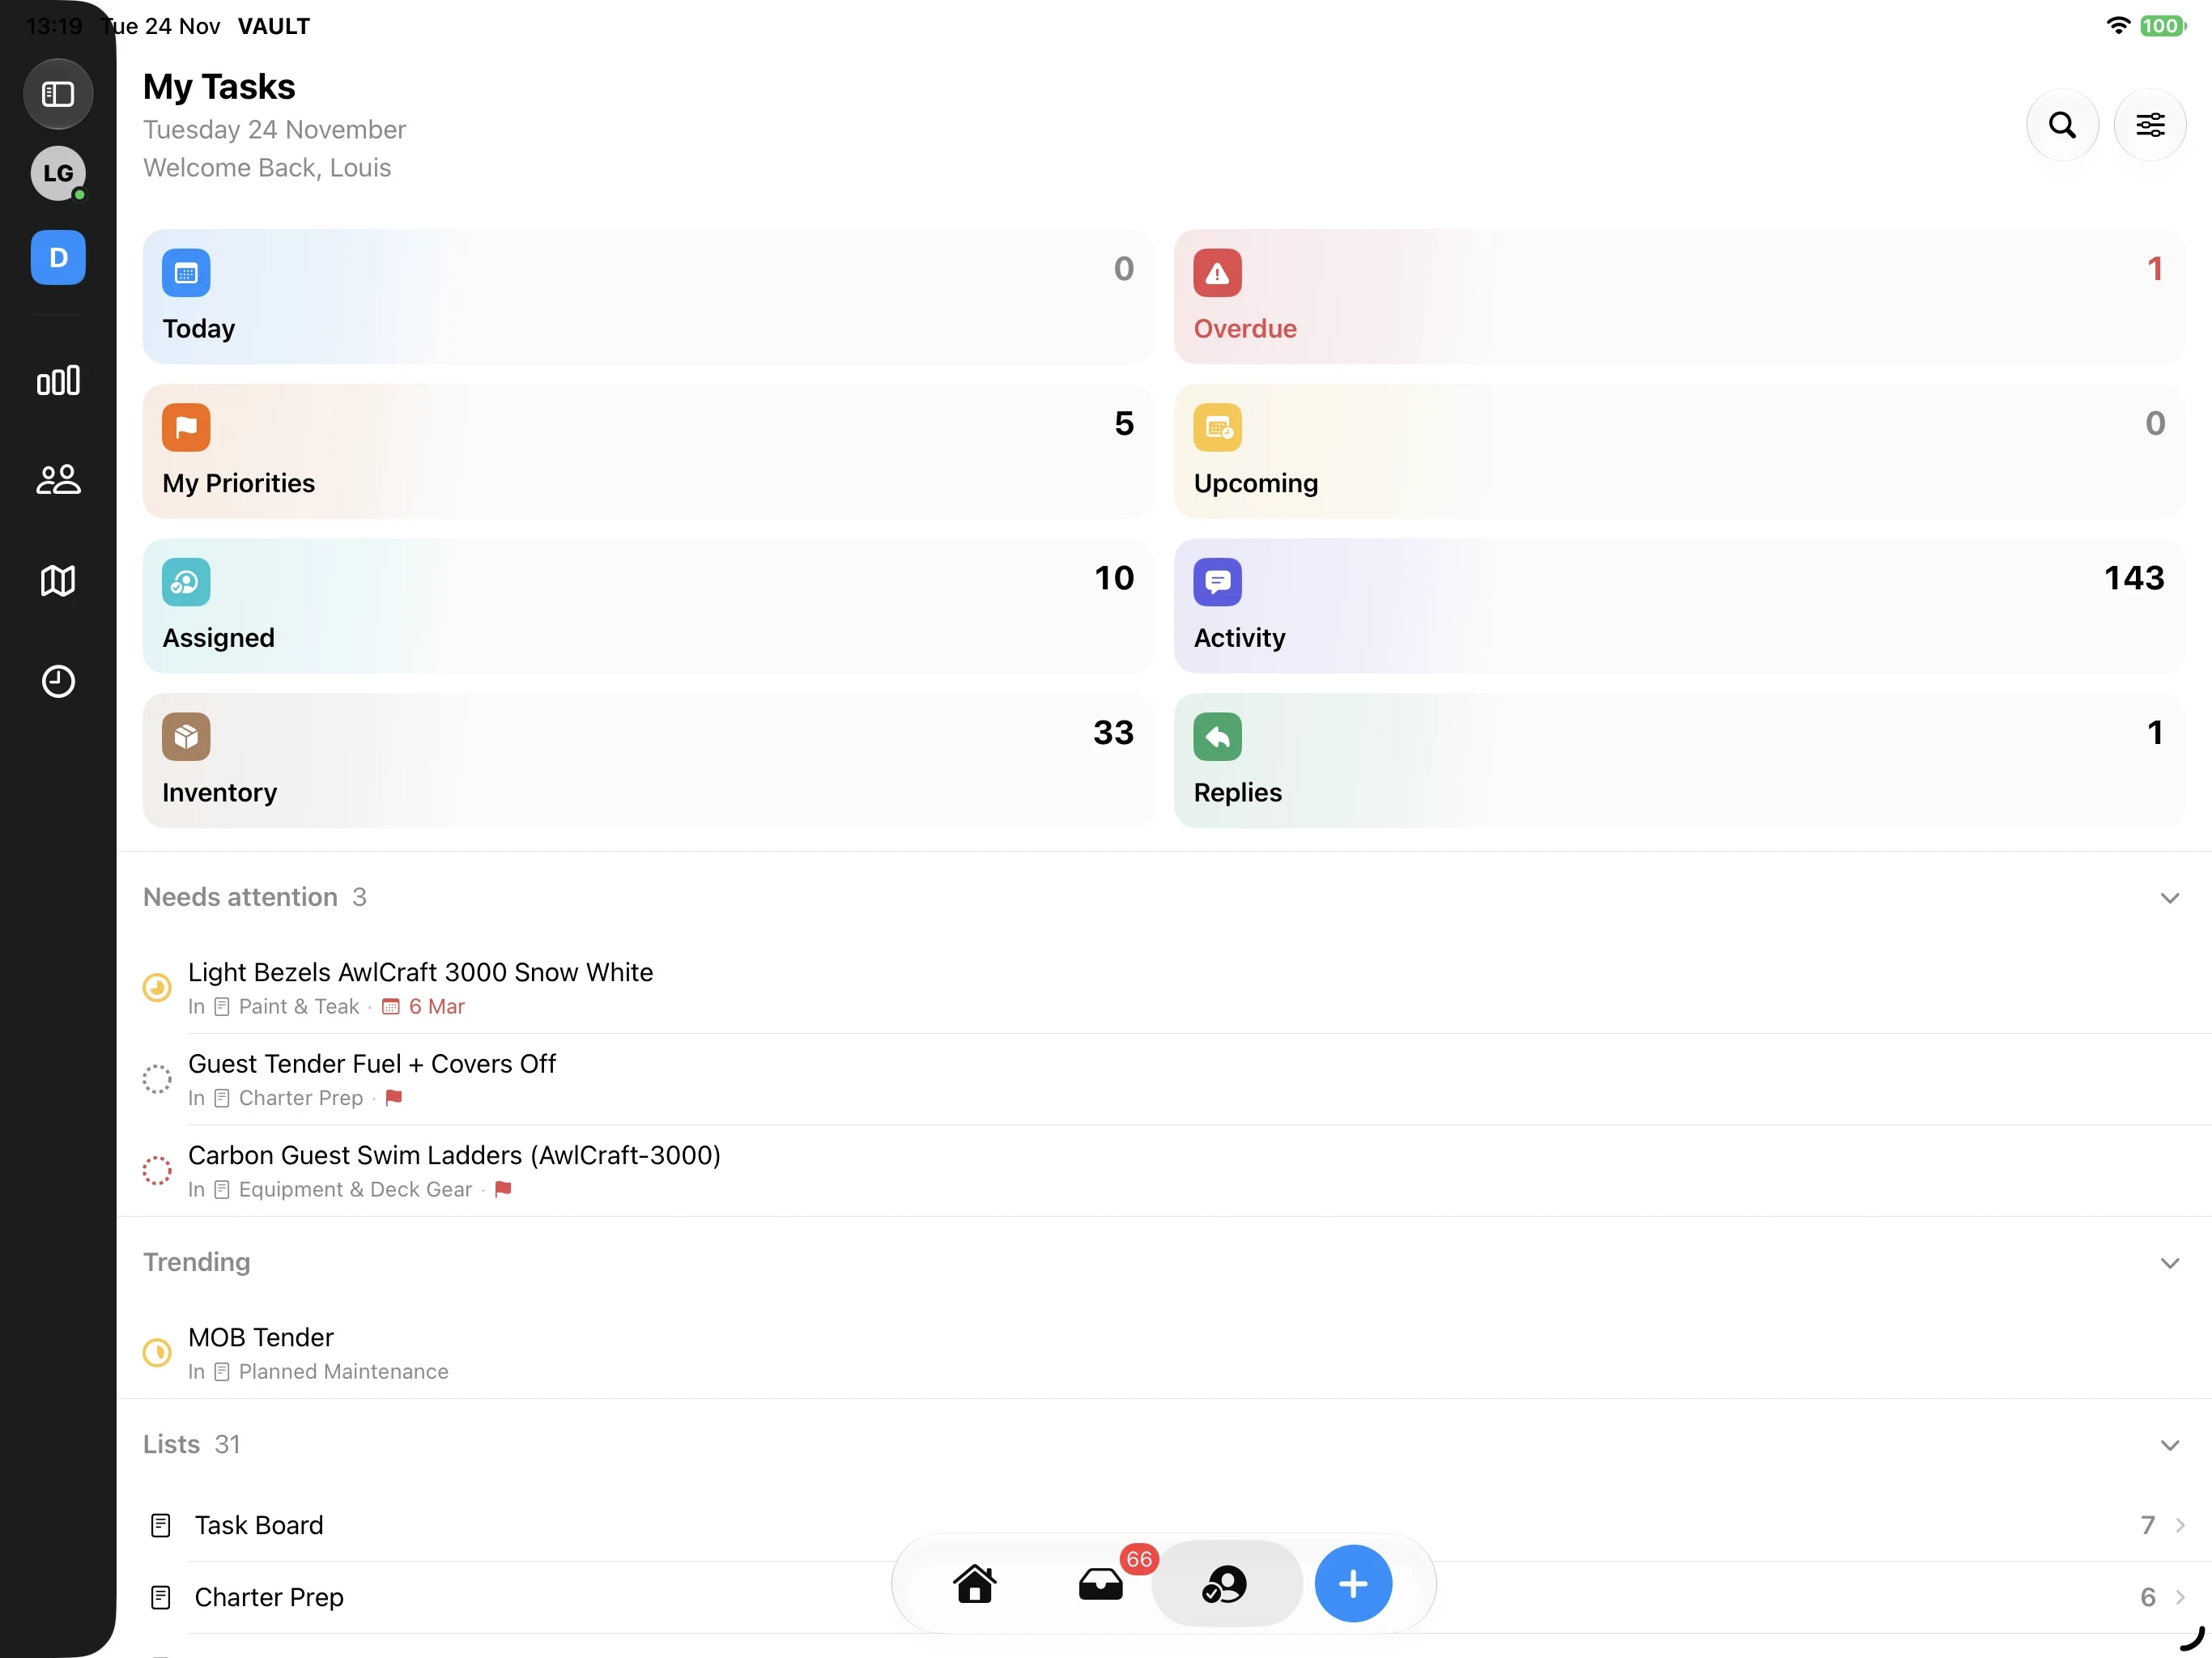 13:19 Tue 24 Nov VAULT
100
My Tasks
Tuesday 24 November
Welcome Back, Louis
LG
D
Today 0
Overdue 1
My Priorities 5
Upcoming 0
Assigned 10
Activity 143
Inventory 33
Replies 1
Needs attention 3
Light Bezels AwlCraft 3000 Snow White
In Paint & Teak · 6 Mar
Guest Tender Fuel + Covers Off
In Charter Prep ·
Carbon Guest Swim Ladders (AwlCraft-3000)
In Equipment & Deck Gear ·
Trending
MOB Tender
In Planned Maintenance
Lists 31
Task Board 7
66
Charter Prep 6